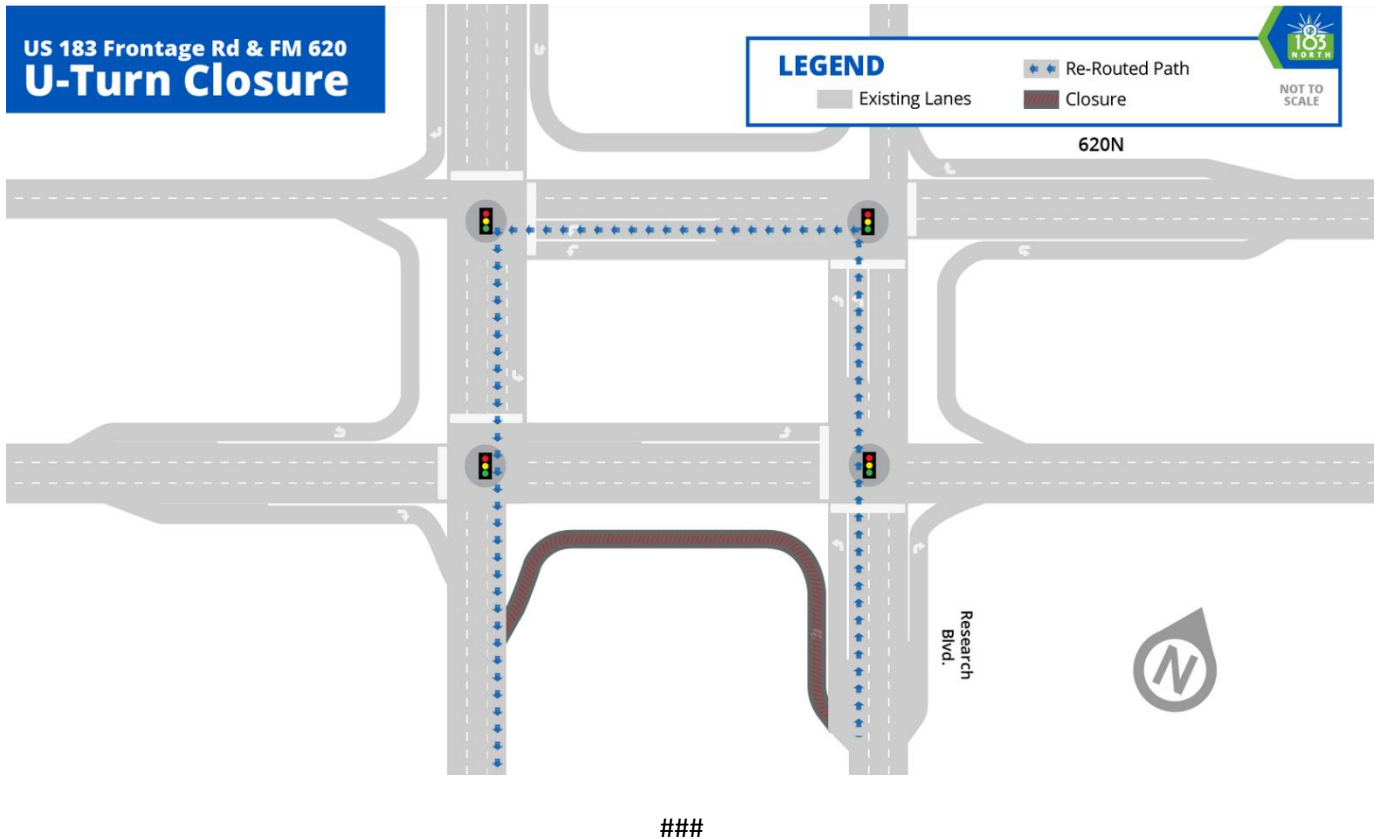 US 183 Frontage Rd & FM 620
U-Turn Closure
LEGEND
Re-Routed Path
Existing Lanes
Closure
183
NORTH
NOT TO
SCALE
620N
Research
Blvd.
N
###